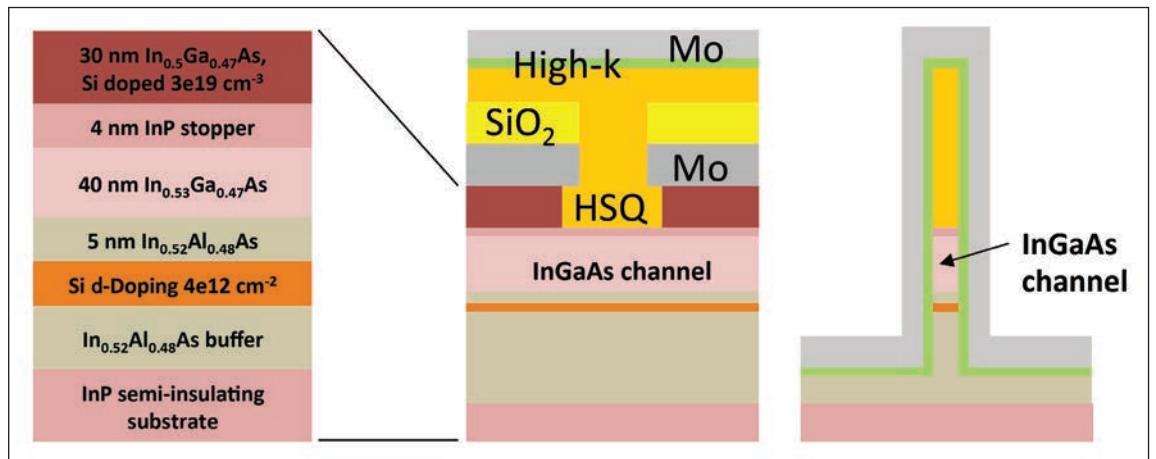 30 nm In0.5Ga0.47As,
Si doped 3e19 cm-3
4 nm InP stopper
40 nm In0.53Ga0.47As
5 nm In0.52Al0.48As
Si d-Doping 4e12 cm-2
In0.52Al0.48As buffer
InP semi-insulating
substrate
Mo
High-k
SiO2
Mo
HSQ
InGaAs channel
InGaAs
channel